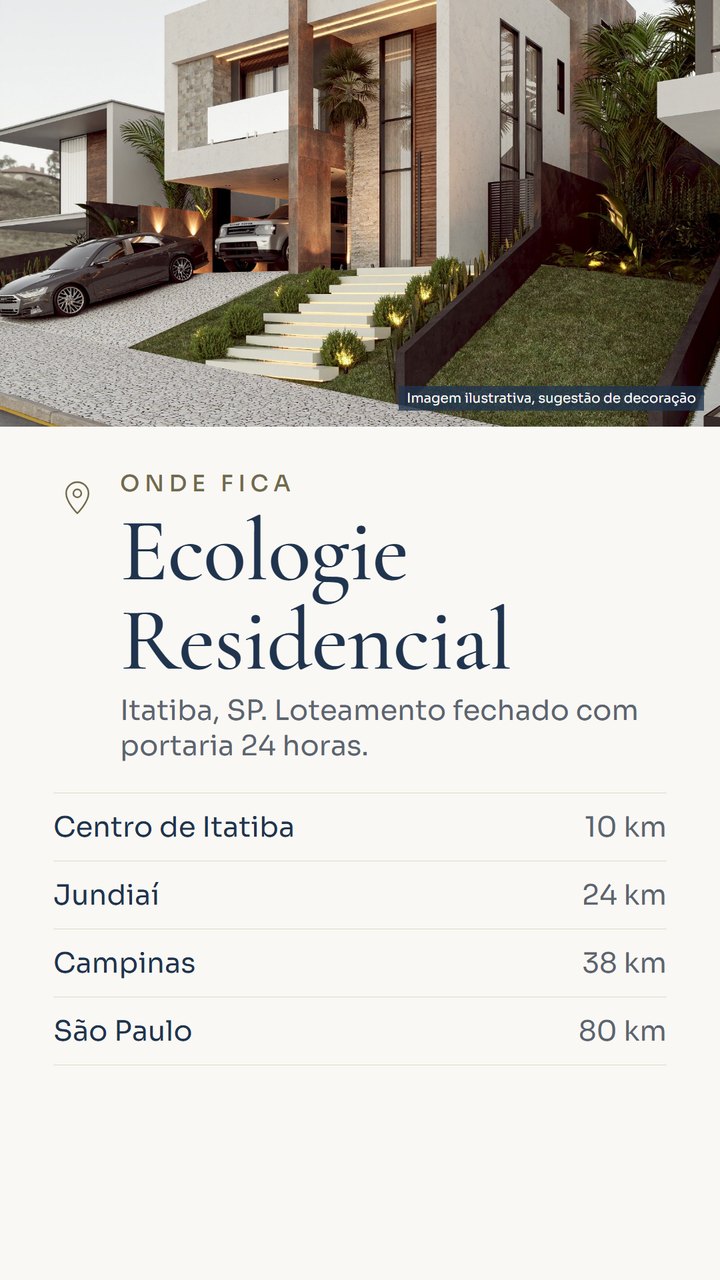 Imagem ilustrativa, sugestão de decoração
ONDE FICA
Ecologie
Residencial
Itatiba, SP. Loteamento fechado com
portaria 24 horas.
Centro de Itatiba 10 km
Jundiaí 24 km
Campinas 38 km
São Paulo 80 km